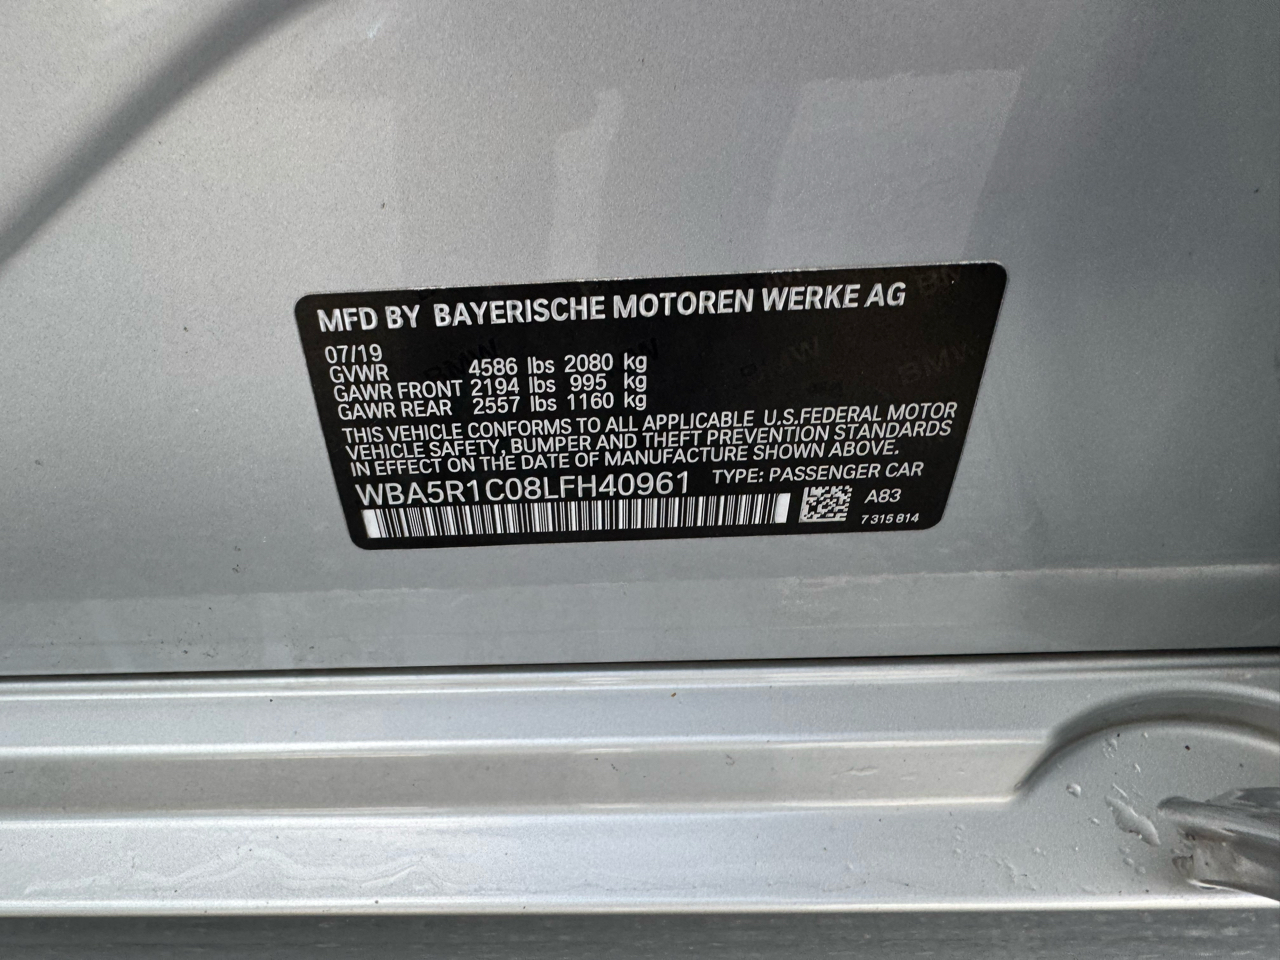 MFD BY BAYERISCHE MOTOREN WERKE AG
07/19
GVWR 4586 lbs 2080 kg
GAWR FRONT 2194 lbs 995 kg
GAWR REAR 2557 lbs 1160 kg
THIS VEHICLE CONFORMS TO ALL APPLICABLE U.S.FEDERAL MOTOR
VEHICLE SAFETY, BUMPER AND THEFT PREVENTION STANDARDS
IN EFFECT ON THE DATE OF MANUFACTURE SHOWN ABOVE.
WBA5R1C08LFH40961 TYPE: PASSENGER CAR
A83
7 315 814